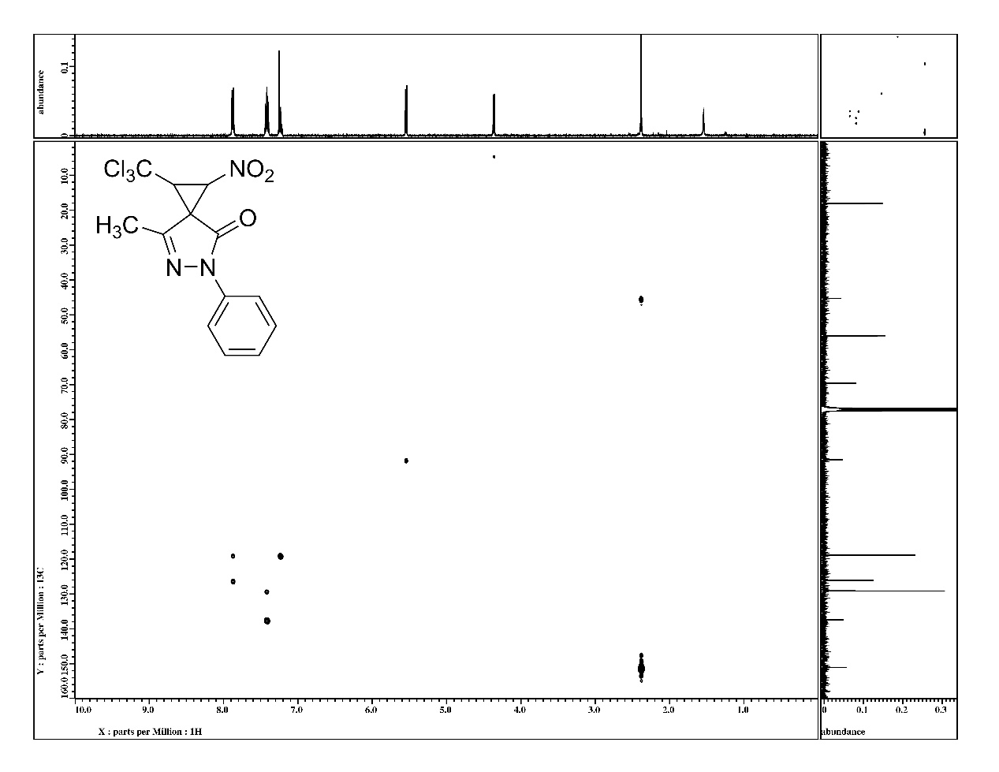 abundance
0.1
0
Cl3C
NO2
H3C
O
N
N
10.0
20.0
30.0
40.0
50.0
60.0
70.0
80.0
90.0
100.0
110.0
120.0
130.0
140.0
150.0
160.0
Y : parts per Million : 13C
10.0 9.0 8.0 7.0 6.0 5.0 4.0 3.0 2.0 1.0
X : parts per Million : 1H
0 0.1 0.2 0.3
abundance